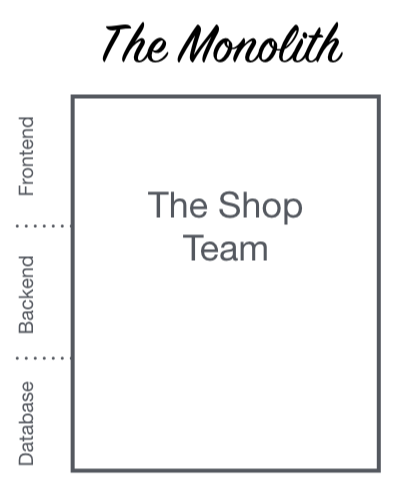 The Monolith
Frontend
Backend
Database
The Shop
Team